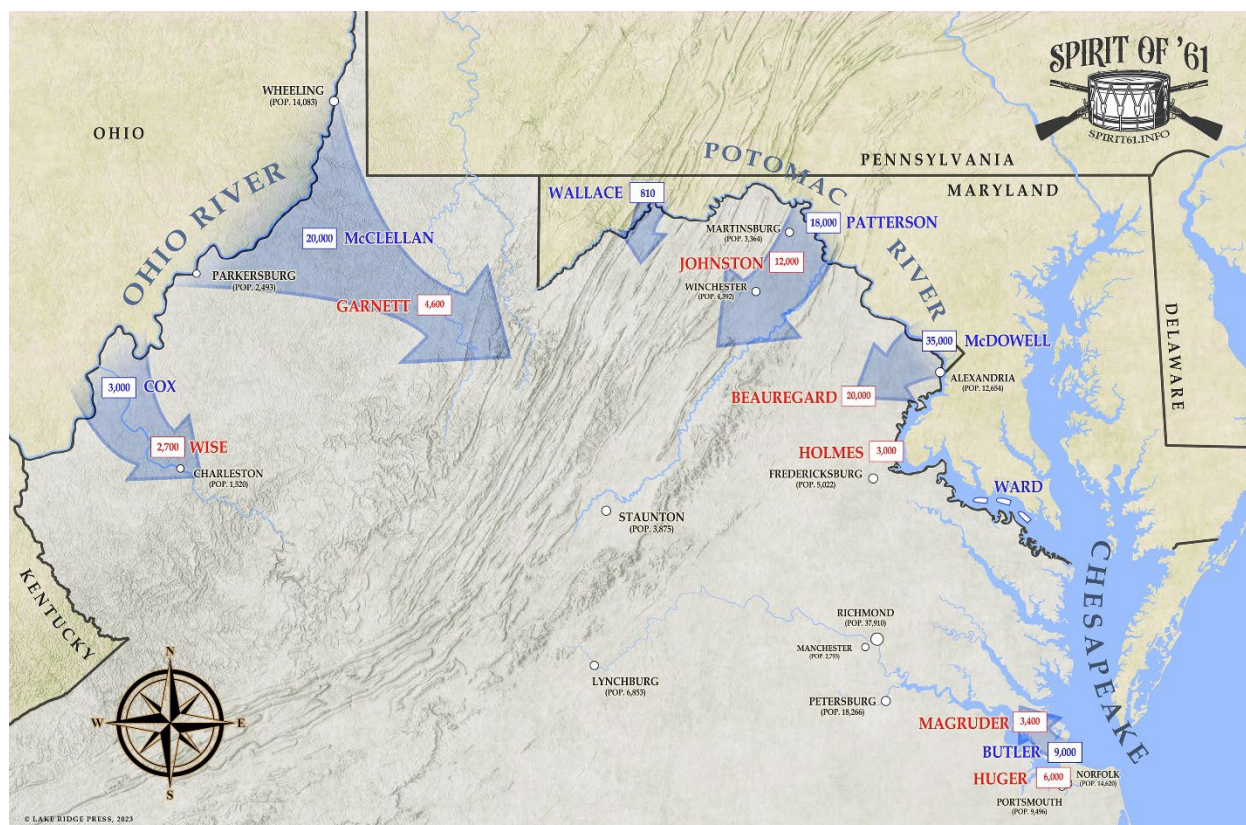 SPIRIT OF '61
SPIRIT61.INFO
WHEELING
(POP. 14,083)
OHIO
OHIO RIVER
POTOMAC
RIVER
PENNSYLVANIA
MARYLAND
WALLACE
810
18,000
PATTERSON
MARTINSBURG
(POP. 3,364)
20,000
McCLELLAN
JOHNSTON
12,000
PARKERSBURG
(POP. 2,493)
WINCHESTER
(POP. 4,392)
GARNETT
4,600
DELAWARE
35,000
McDOWELL
ALEXANDRIA
(POP. 12,654)
3,000
COX
BEAUREGARD
20,000
2,700
WISE
CHARLESTON
(POP. 1,520)
HOLMES
3,000
FREDERICKSBURG
(POP. 5,022)
WARD
STAUNTON
(POP. 3,875)
CHESAPEAKE
KENTUCKY
RICHMOND
(POP. 37,910)
MANCHESTER
(POP. 2,793)
LYNCHBURG
(POP. 6,853)
PETERSBURG
(POP. 18,266)
N
W
E
S
MAGRUDER
3,400
BUTLER
9,000
HUGER
6,000
NORFOLK
(POP. 14,620)
PORTSMOUTH
(POP. 9,496)
© LAKE RIDGE PRESS, 2023